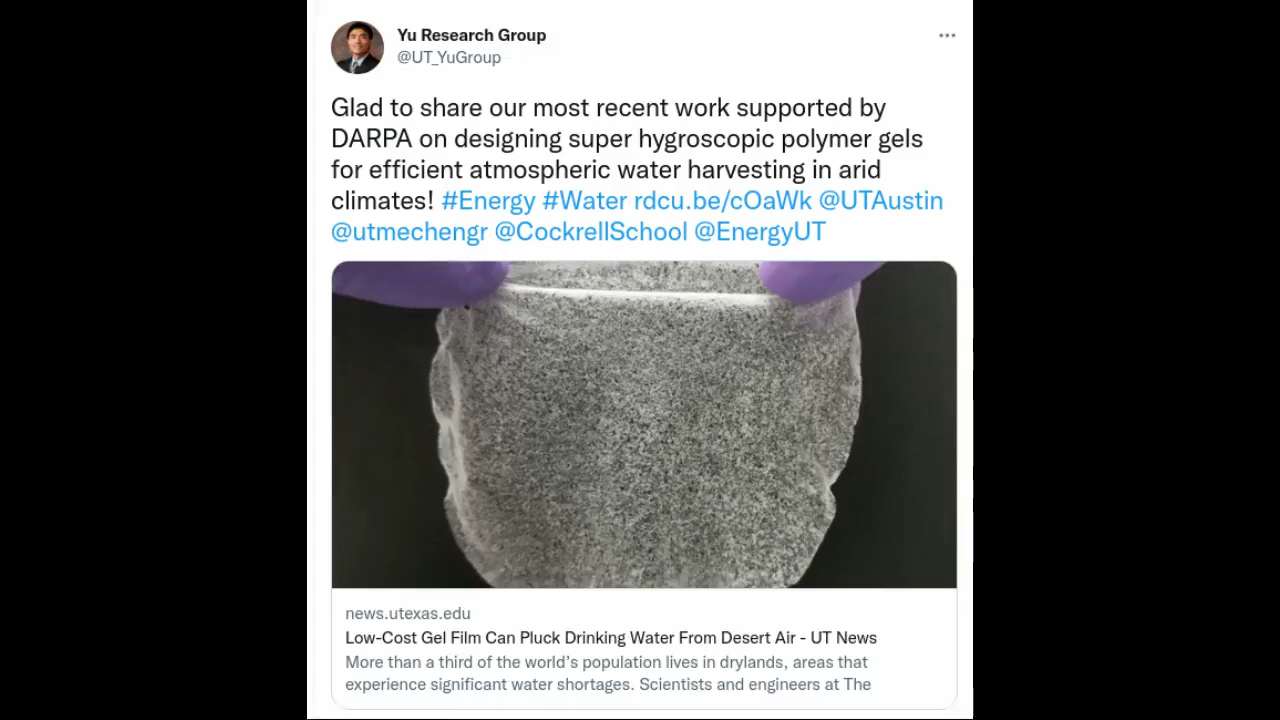 Yu Research Group
@UT_YuGroup
Glad to share our most recent work supported by
DARPA on designing super hygroscopic polymer gels
for efficient atmospheric water harvesting in arid
climates! #Energy #Water rdcu.be/cOaWk @UTAustin
@utmechengr @CockrellSchool @EnergyUT
news.utexas.edu
Low-Cost Gel Film Can Pluck Drinking Water From Desert Air - UT News
More than a third of the world's population lives in drylands, areas that
experience significant water shortages. Scientists and engineers at The